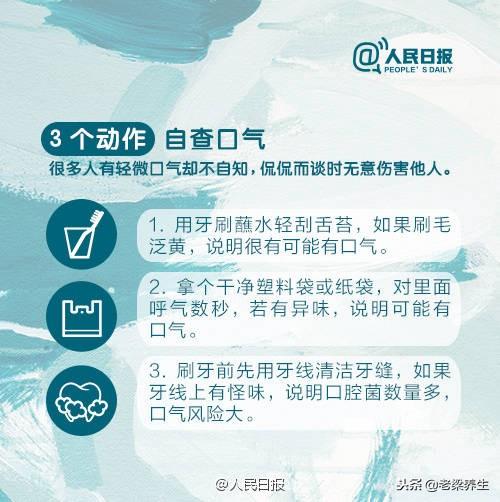 @人民日报
PEOPLE'S DAILY
3个动作 自查口气
很多人有轻微口气却不自知，侃侃而谈时无意伤害他人。
1. 用牙刷蘸水轻刮舌苔，如果刷毛
泛黄，说明很有可能有口气。
2. 拿个干净塑料袋或纸袋，对里面
呼气数秒，若有异味，说明可能有
口气。
3. 刷牙前先用牙线清洁牙缝，如果
牙线上有怪味，说明口腔菌数量多，
口气风险大。
@人民日报
头条@老梁养生